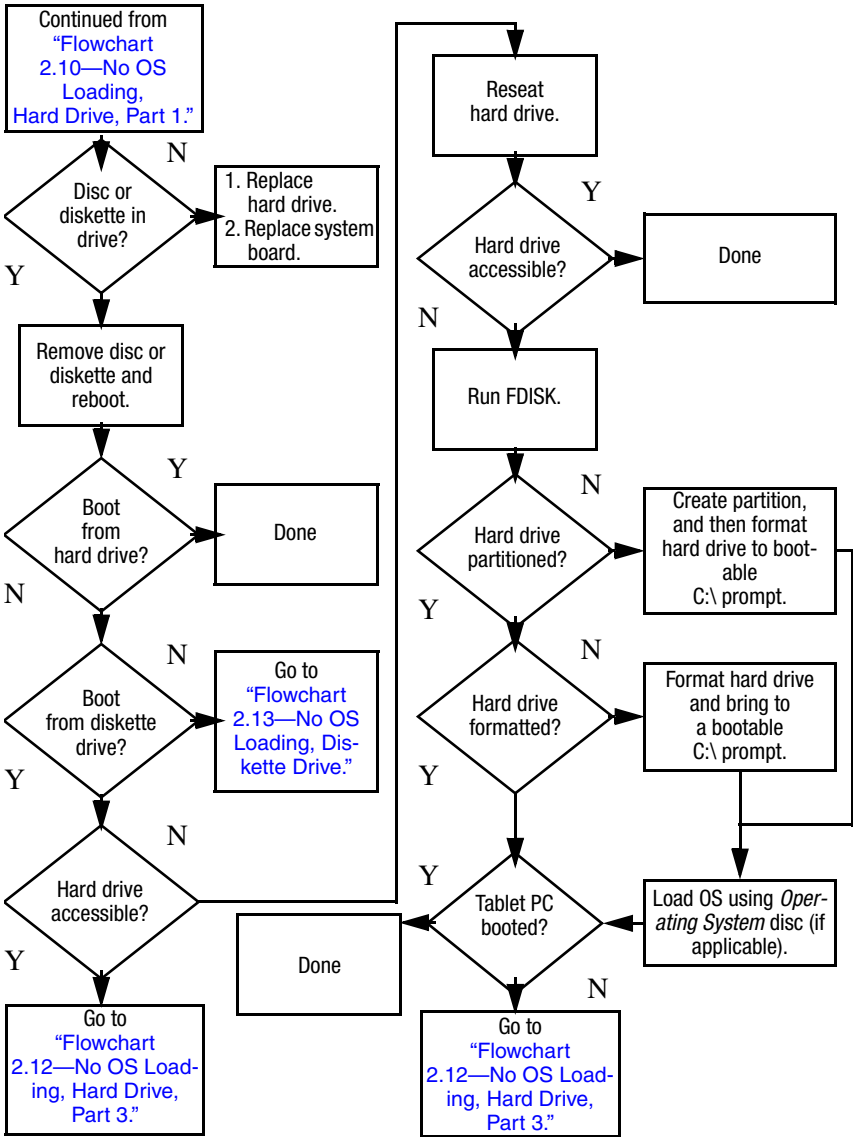 Continued from
“Flowchart
2.10—No OS
Loading,
Hard Drive, Part 1.”
N
Disc or
diskette in
drive?
1. Replace
hard drive.
2. Replace system
board.
Y
Remove disc or
diskette and
reboot.
Y
Boot
from
hard drive?
Done
N
N
Boot
from diskette
drive?
Go to
“Flowchart
2.13—No OS
Loading, Dis-
kette Drive.”
Y
N
Hard drive
accessible?
Y
Go to
“Flowchart
2.12—No OS Load-
ing, Hard Drive,
Part 3.”
Reseat
hard drive.
Y
Hard drive
accessible?
Done
N
Run FDISK.
N
Hard drive
partitioned?
Create partition,
and then format
hard drive to boot-
able
C:\ prompt.
Y
N
Hard drive
formatted?
Format hard drive
and bring to
a bootable
C:\ prompt.
Y
Y
Tablet PC
booted?
Load OS using Oper-
ating System disc (if
applicable).
Done
N
Go to
“Flowchart
2.12—No OS Load-
ing, Hard Drive,
Part 3.”